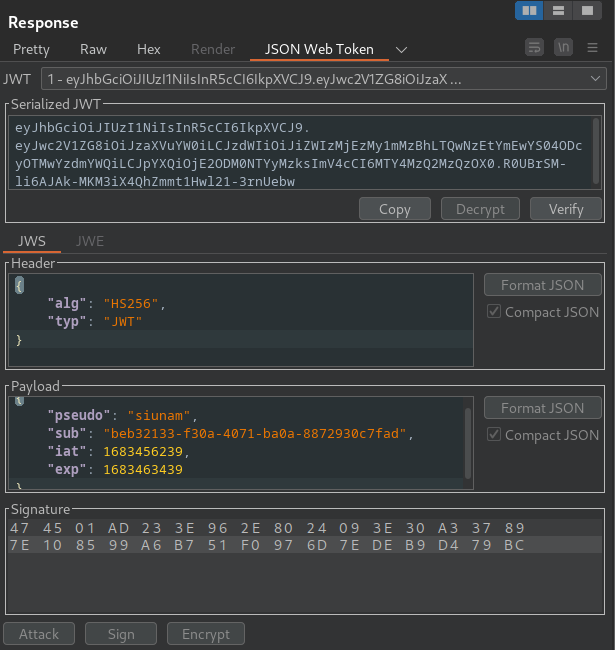 Response
Pretty Raw Hex Render JSON Web Token
\n
JWT 1 - eyJhbGciOiJIUzI1NiIsInR5cCI6IkpXVCJ9.eyJwc2V1ZG8iOiJzaX ...
Serialized JWT
eyJhbGciOiJIUzI1NiIsInR5cCI6IkpXVCJ9.
eyJwc2V1ZG8iOiJzaXVuYW0iLCJzdWIiOiJiZWIzMjEzMy1mMzBhLTQwNzEtYmEwYS04ODc
yOTMwYzdmYWQiLCJpYXQiOjE2ODM0NTYyMzksImV4cCI6MTY4MzQ2MzQzOX0.R0UBrSM-
li6AJAk-MKM3iX4QhZmmt1Hwl21-3rnUebw
Copy Decrypt Verify
JWS JWE
Header
{
"alg": "HS256",
"typ": "JWT"
}
Format JSON
Compact JSON
Payload
{
"pseudo": "siunam",
"sub": "beb32133-f30a-4071-ba0a-8872930c7fad",
"iat": 1683456239,
"exp": 1683463439
}
Format JSON
Compact JSON
Signature
47 45 01 AD 23 3E 96 2E 80 24 09 3E 30 A3 37 89
7E 10 85 99 A6 B7 51 F0 97 6D 7E DE B9 D4 79 BC
Attack Sign Encrypt